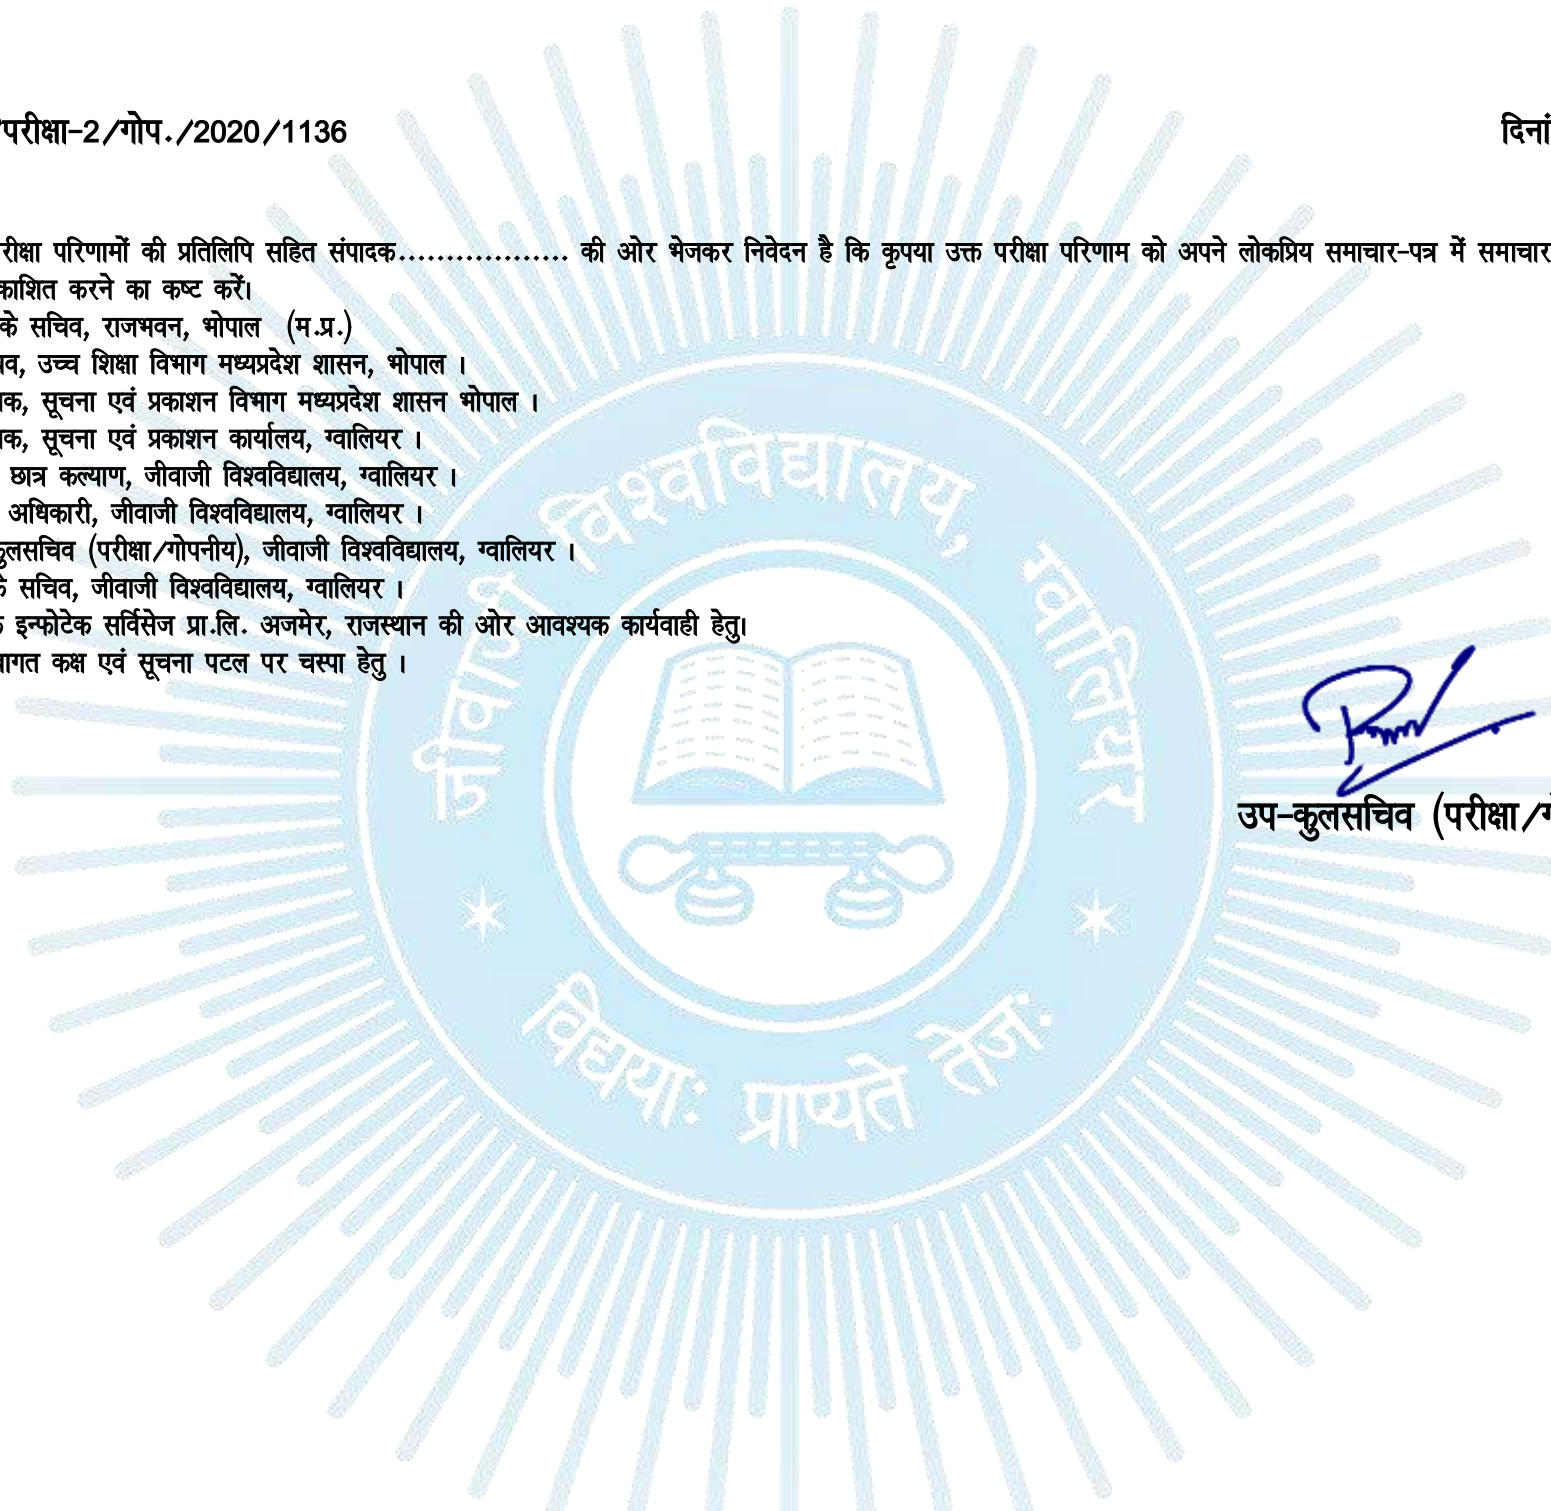 परीक्षा-2/गोप./2020/1136
दिनां
रीक्षा परिणामों की प्रतिलिपि सहित संपादक.................. की ओर भेजकर निवेदन है कि कृपया उक्त परीक्षा परिणाम को अपने लोकप्रिय समाचार-पत्र में समाचार
काशित करने का कष्ट करें।
के सचिव, राजभवन, भोपाल (म.प्र.)
व, उच्च शिक्षा विभाग मध्यप्रदेश शासन, भोपाल ।
क, सूचना एवं प्रकाशन विभाग मध्यप्रदेश शासन भोपाल ।
क, सूचना एवं प्रकाशन कार्यालय, ग्वालियर ।
छात्र कल्याण, जीवाजी विश्वविद्यालय, ग्वालियर ।
अधिकारी, जीवाजी विश्वविद्यालय, ग्वालियर ।
कुलसचिव (परीक्षा/गोपनीय), जीवाजी विश्वविद्यालय, ग्वालियर ।
के सचिव, जीवाजी विश्वविद्यालय, ग्वालियर ।
इन्फोटेक सर्विसेज प्रा.लि. अजमेर, राजस्थान की ओर आवश्यक कार्यवाही हेतु।
वागत कक्ष एवं सूचना पटल पर चस्पा हेतु ।
उप-कुलसचिव (परीक्षा/ग
जीवाजी विश्वविद्यालय, ग्वालियर
विद्यया: प्राप्यते तेज: